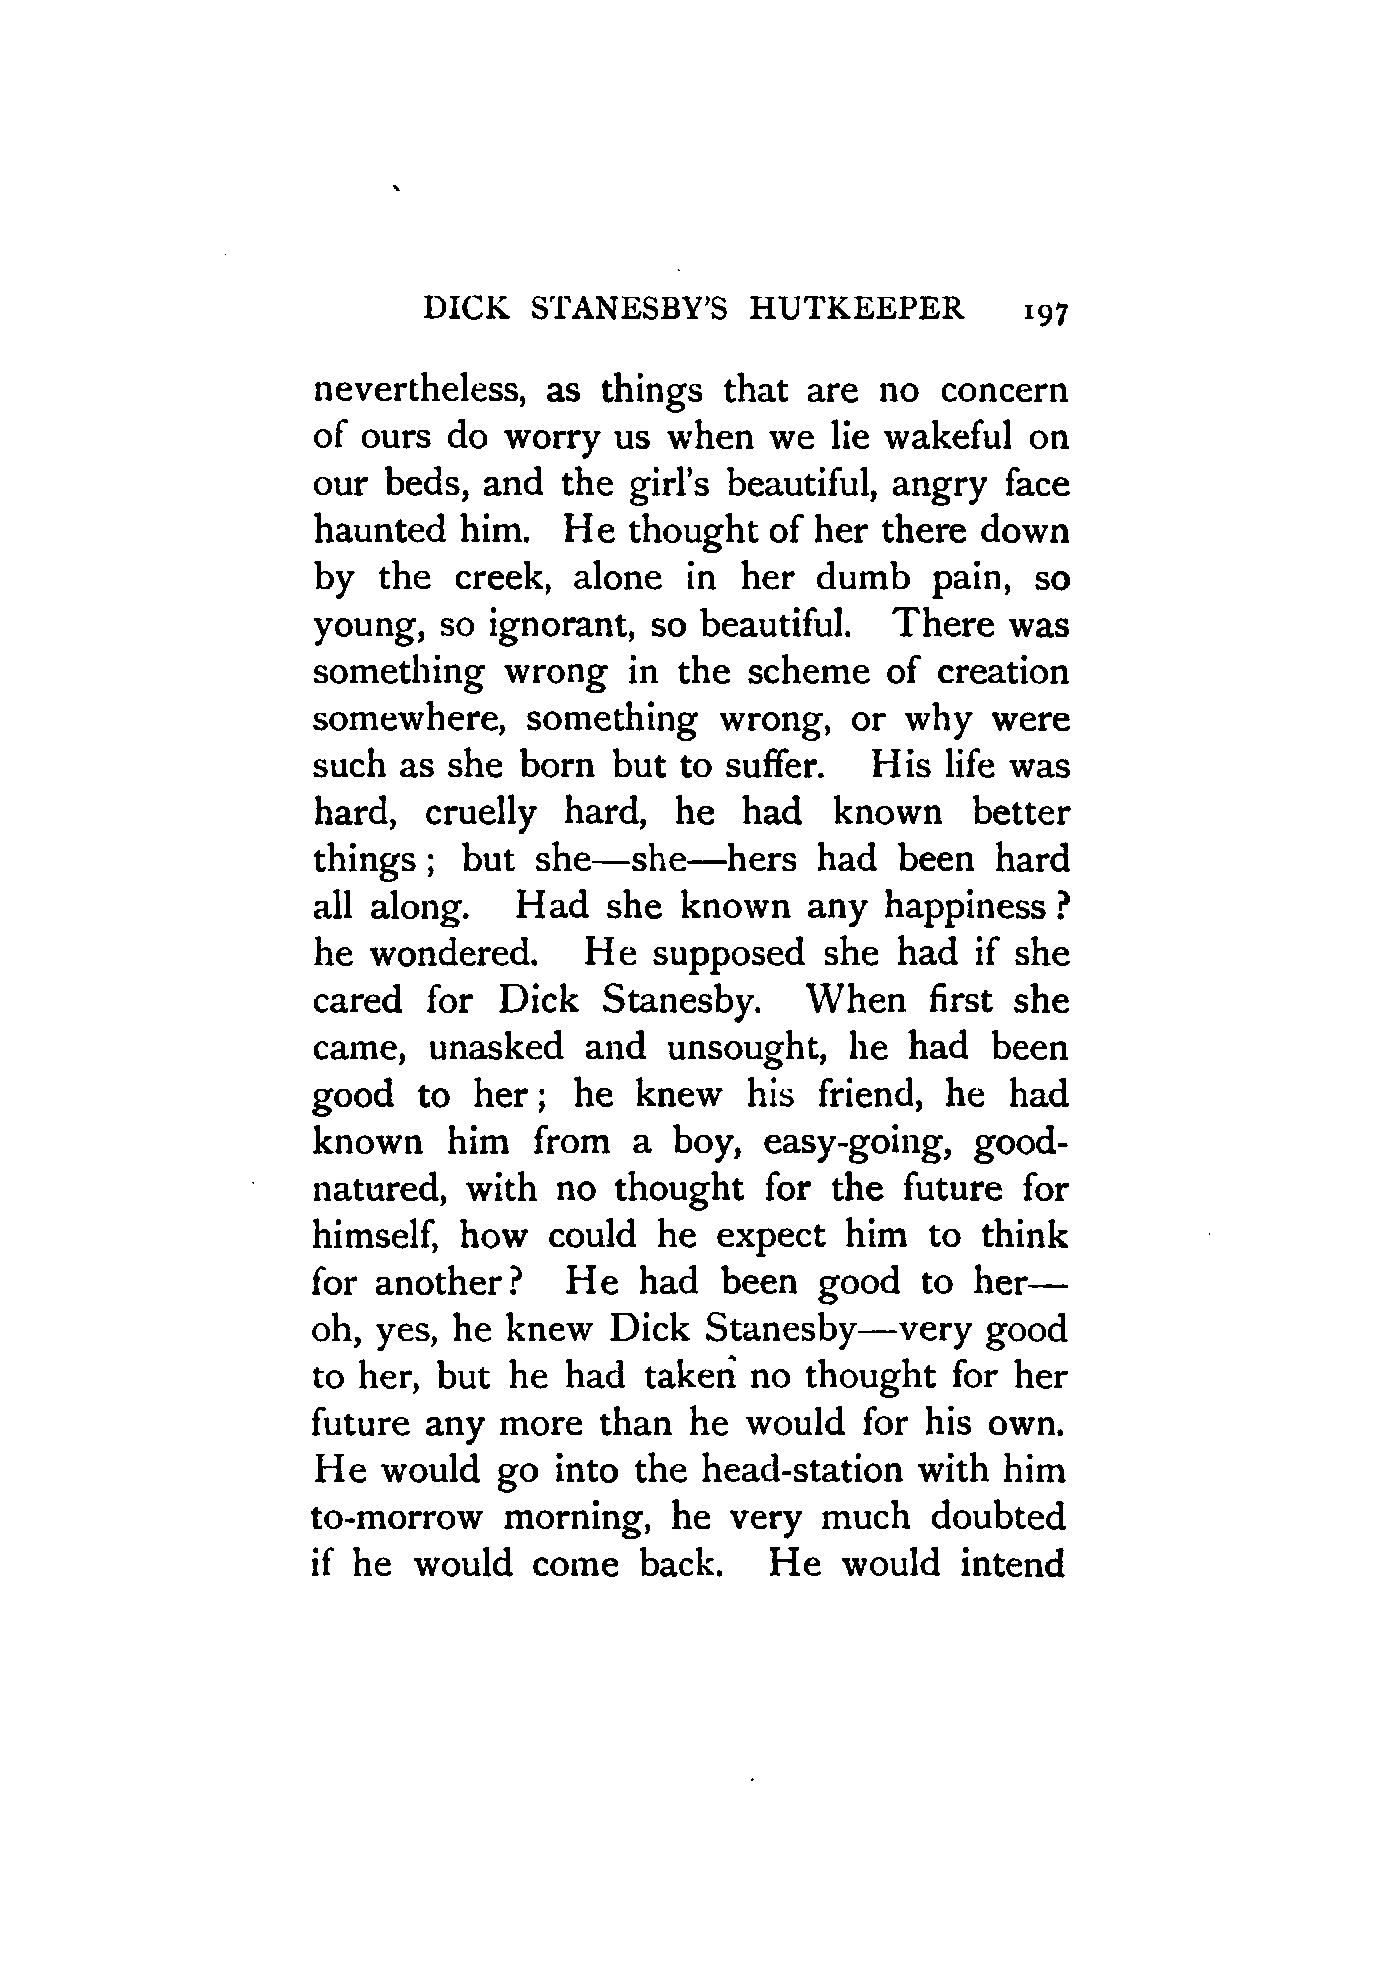 DICK STANESBY'S HUTKEEPER 197
nevertheless, as things that are no concern
of ours do worry us when we lie wakeful on
our beds, and the girl's beautiful, angry face
haunted him. He thought of her there down
by the creek, alone in her dumb pain, so
young, so ignorant, so beautiful. There was
something wrong in the scheme of creation
somewhere, something wrong, or why were
such as she born but to suffer. His life was
hard, cruelly hard, he had known better
things ; but she—she—hers had been hard
all along. Had she known any happiness ?
he wondered. He supposed she had if she
cared for Dick Stanesby. When first she
came, unasked and unsought, he had been
good to her ; he knew his friend, he had
known him from a boy, easy-going, good-
natured, with no thought for the future for
himself, how could he expect him to think
for another? He had been good to her—
oh, yes, he knew Dick Stanesby—very good
to her, but he had taken no thought for her
future any more than he would for his own.
He would go into the head-station with him
to-morrow morning, he very much doubted
if he would come back. He would intend